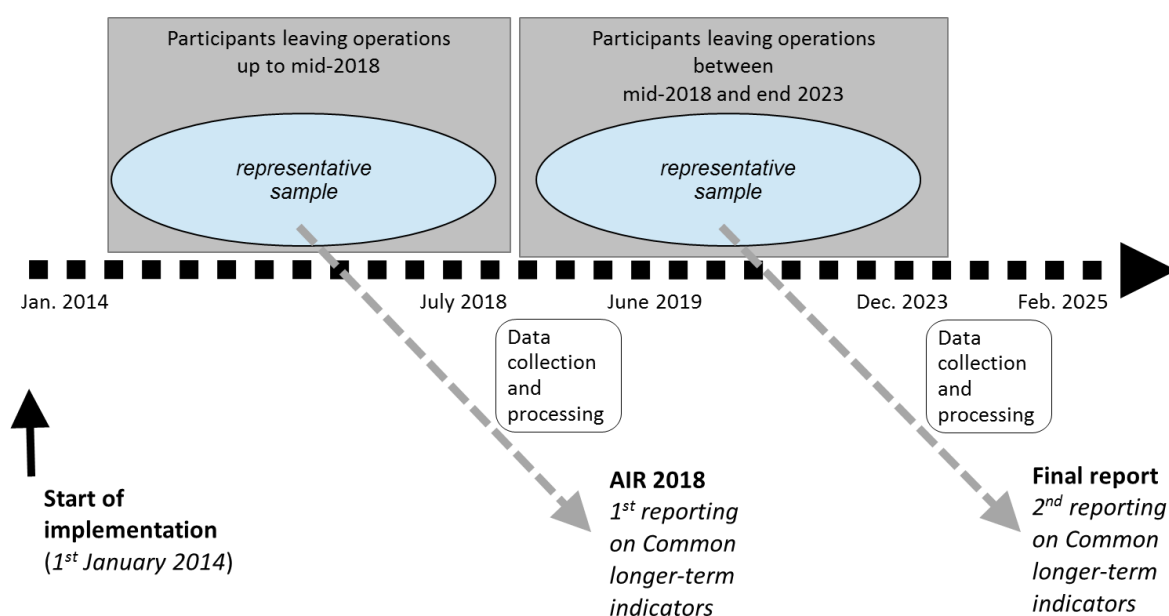 Participants leaving operations
up to mid-2018
representative
sample
Participants leaving operations
between
mid-2018 and end 2023
representative
sample
Jan. 2014
July 2018
June 2019
Dec. 2023
Feb. 2025
Data
collection
and
processing
Data
collection
and
processing
Start of
implementation
(1st January 2014)
AIR 2018
1st reporting
on Common
longer-term
indicators
Final report
2nd reporting
on Common
longer-term
indicators